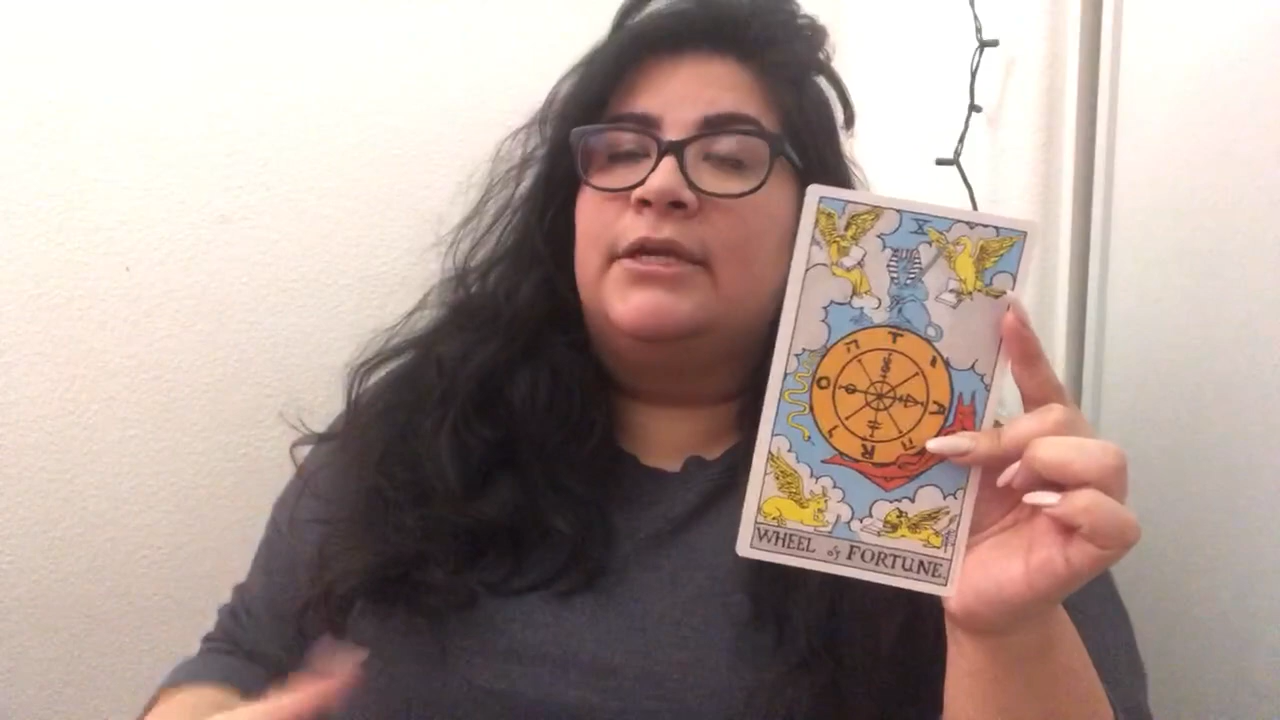 X
T
י
A
ה
R
ו
O
ה
WHEEL of FORTUNE.